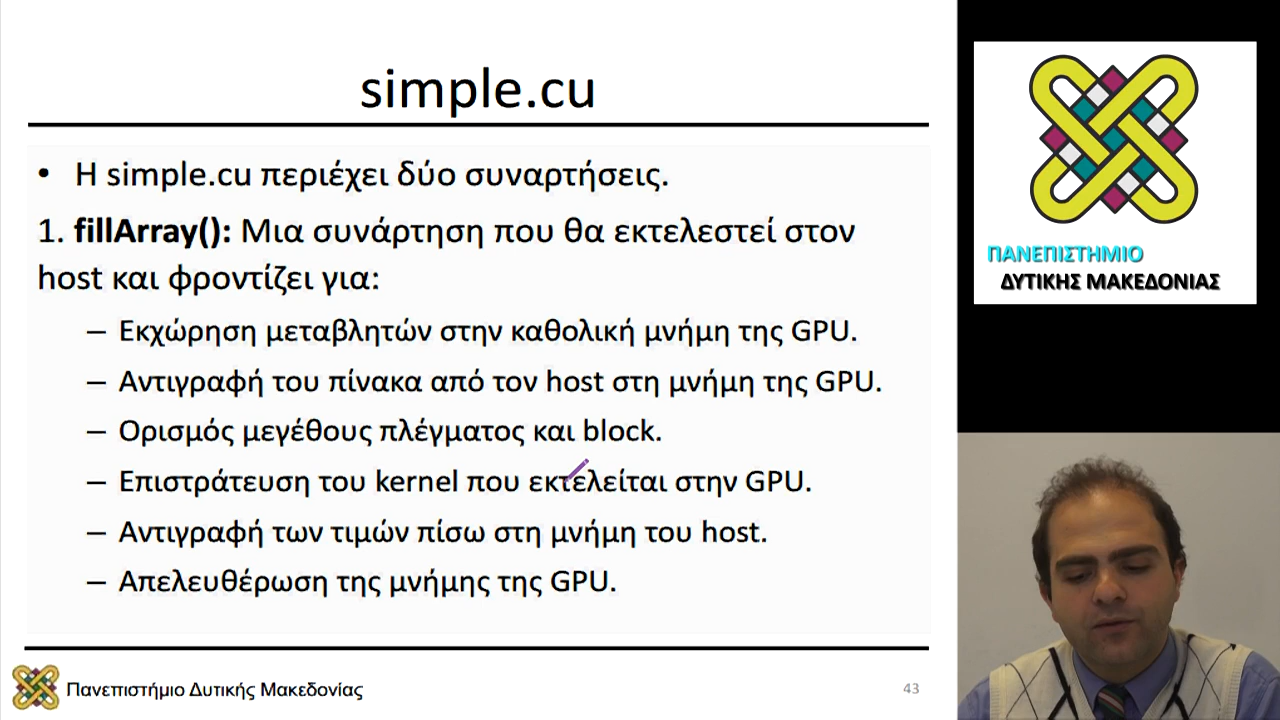 simple.cu
• Η simple.cu περιέχει δύο συναρτήσεις.
1. fillArray(): Μια συνάρτηση που θα εκτελεστεί στον
host και φροντίζει για:
– Εκχώρηση μεταβλητών στην καθολική μνήμη της GPU.
– Αντιγραφή του πίνακα από τον host στη μνήμη της GPU.
– Ορισμός μεγέθους πλέγματος και block.
– Επιστράτευση του kernel που εκτελείται στην GPU.
– Αντιγραφή των τιμών πίσω στη μνήμη του host.
– Απελευθέρωση της μνήμης της GPU.
Πανεπιστήμιο Δυτικής Μακεδονίας
43
ΠΑΝΕΠΙΣΤΗΜΙΟ
ΔΥΤΙΚΗΣ ΜΑΚΕΔΟΝΙΑΣ